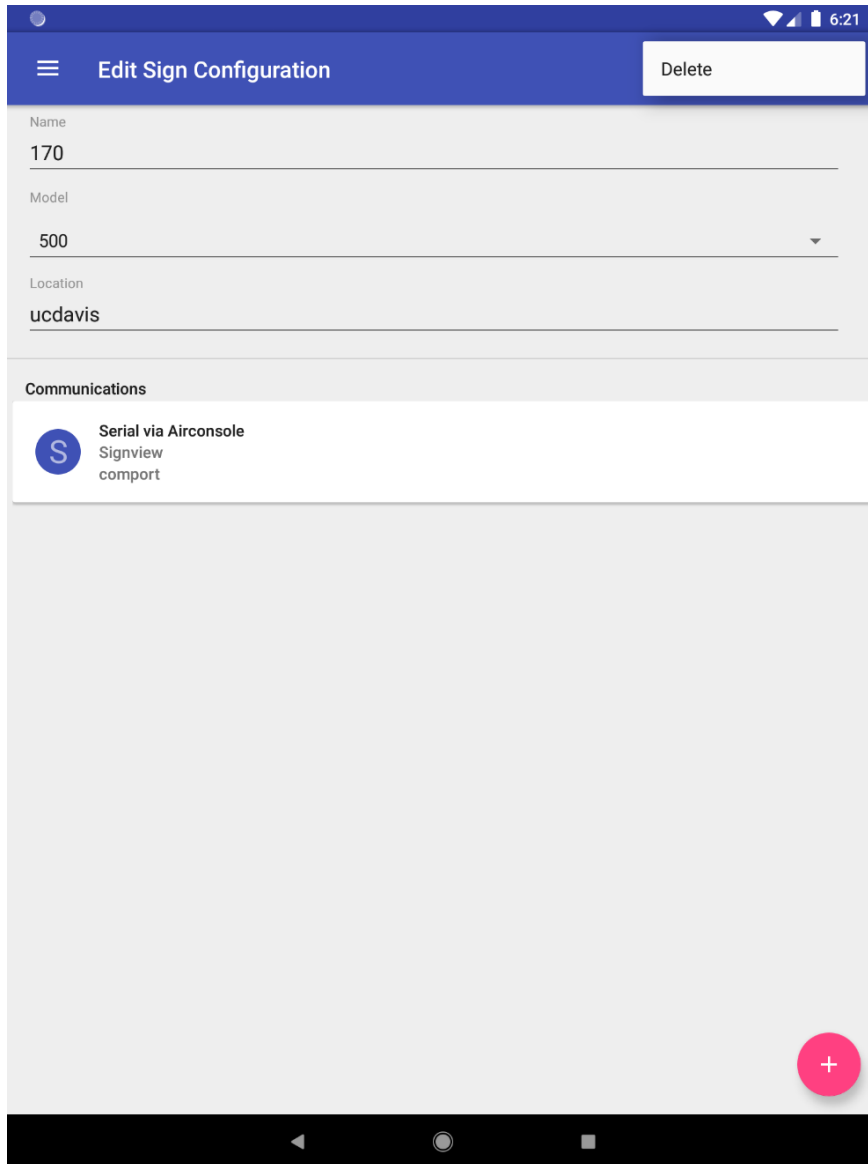 6:21
Edit Sign Configuration
Delete
Name
170
Model
500
Location
ucdavis
Communications
S
Serial via Airconsole
Signview
comport
+